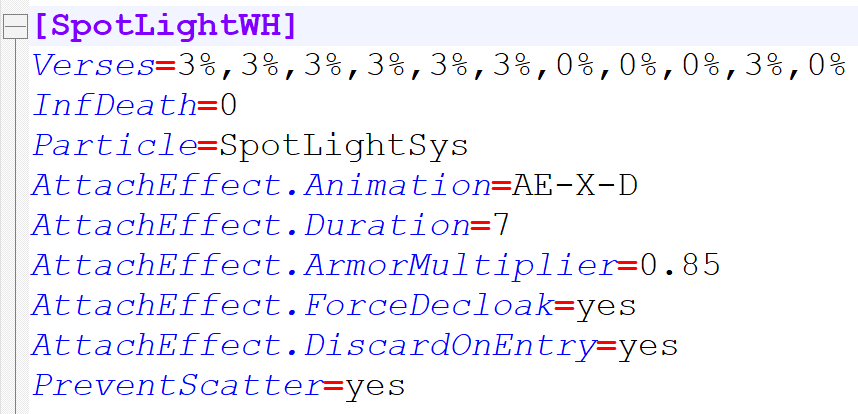 [SpotLightWH]
Verses=3%,3%,3%,3%,3%,3%,0%,0%,0%,3%,0%
InfDeath=0
Particle=SpotLightSys
AttachEffect.Animation=AE-X-D
AttachEffect.Duration=7
AttachEffect.ArmorMultiplier=0.85
AttachEffect.ForceDecloak=yes
AttachEffect.DiscardOnEntry=yes
PreventScatter=yes